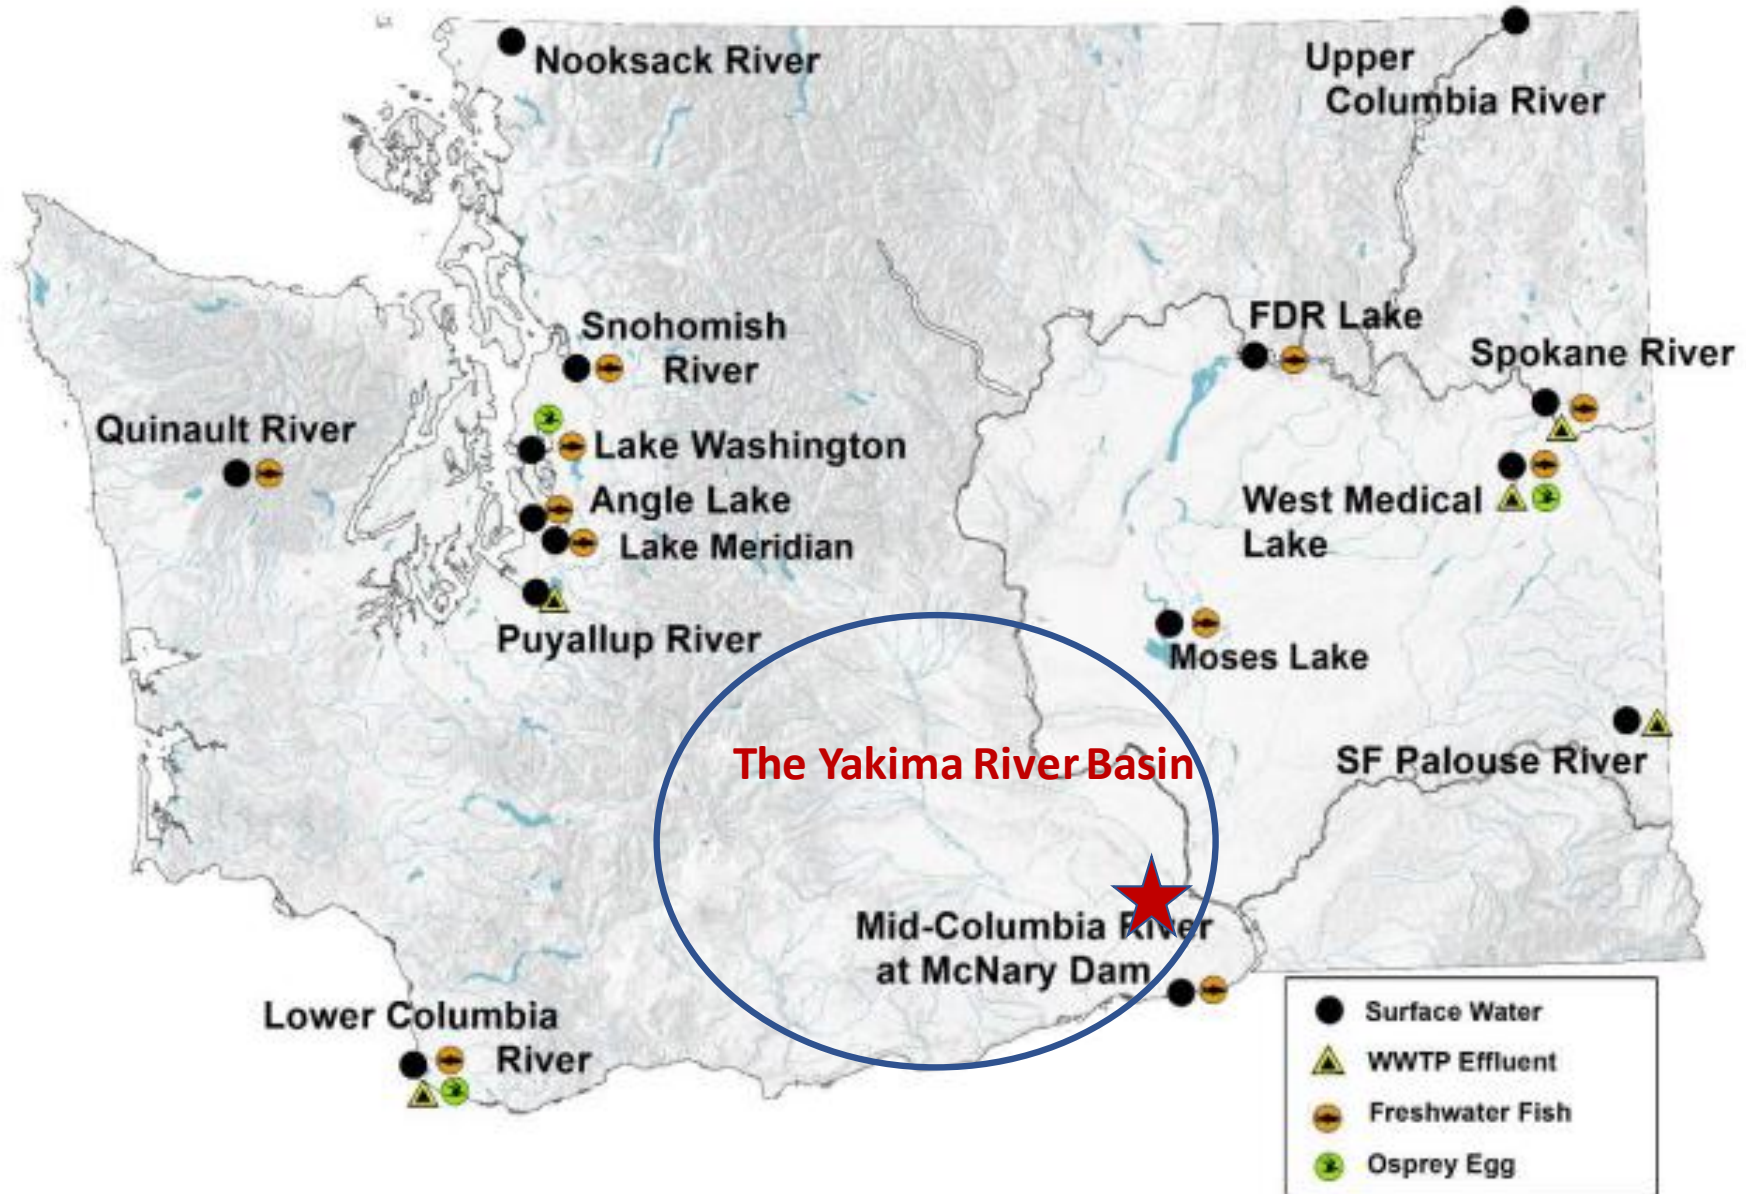 Nooksack River
Upper
Columbia River
Snohomish
River
FDR Lake
Spokane River
Quinault River
Lake Washington
Angle Lake
West Medical
Lake
Lake Meridian
Puyallup River
Moses Lake
The Yakima River Basin
SF Palouse River
Mid-Columbia River
at McNary Dam
Lower Columbia
River
Surface Water
WWTP Effluent
Freshwater Fish
Osprey Egg